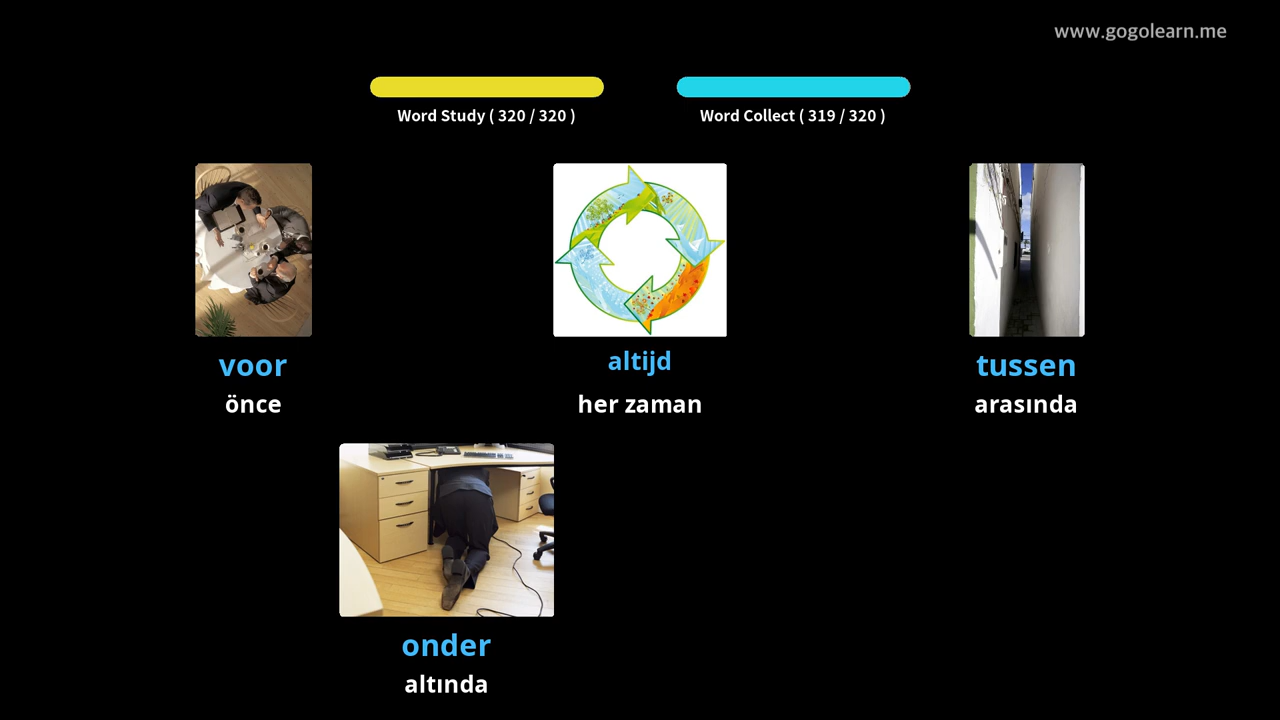 www.gogolearn.me
Word Study ( 320 / 320 )
Word Collect ( 319 / 320 )
voor
önce
altijd
her zaman
tussen
arasında
onder
altında